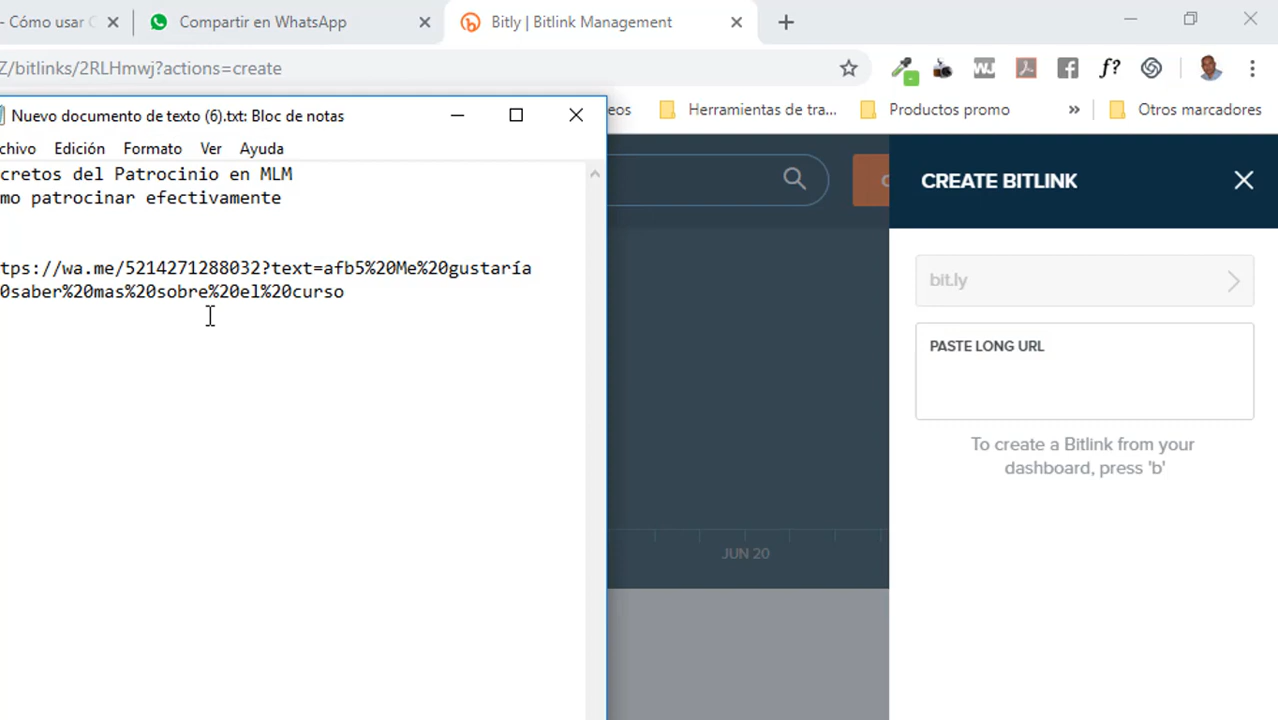 - Cómo usar
Compartir en WhatsApp
Bitly | Bitlink Management
Z/bitlinks/2RLHmwj?actions=create
WJ
f?
eos
Herramientas de tra...
Productos promo
»
Otros marcadores
Nuevo documento de texto (6).txt: Bloc de notas
chivo Edición Formato Ver Ayuda
cretos del Patrocinio en MLM
mo patrocinar efectivamente
tps://wa.me/5214271288032?text=afb5%20Me%20gustaría
0saber%20mas%20sobre%20el%20curso
CREATE BITLINK
bit.ly
PASTE LONG URL
To create a Bitlink from your
dashboard, press 'b'
JUN 20